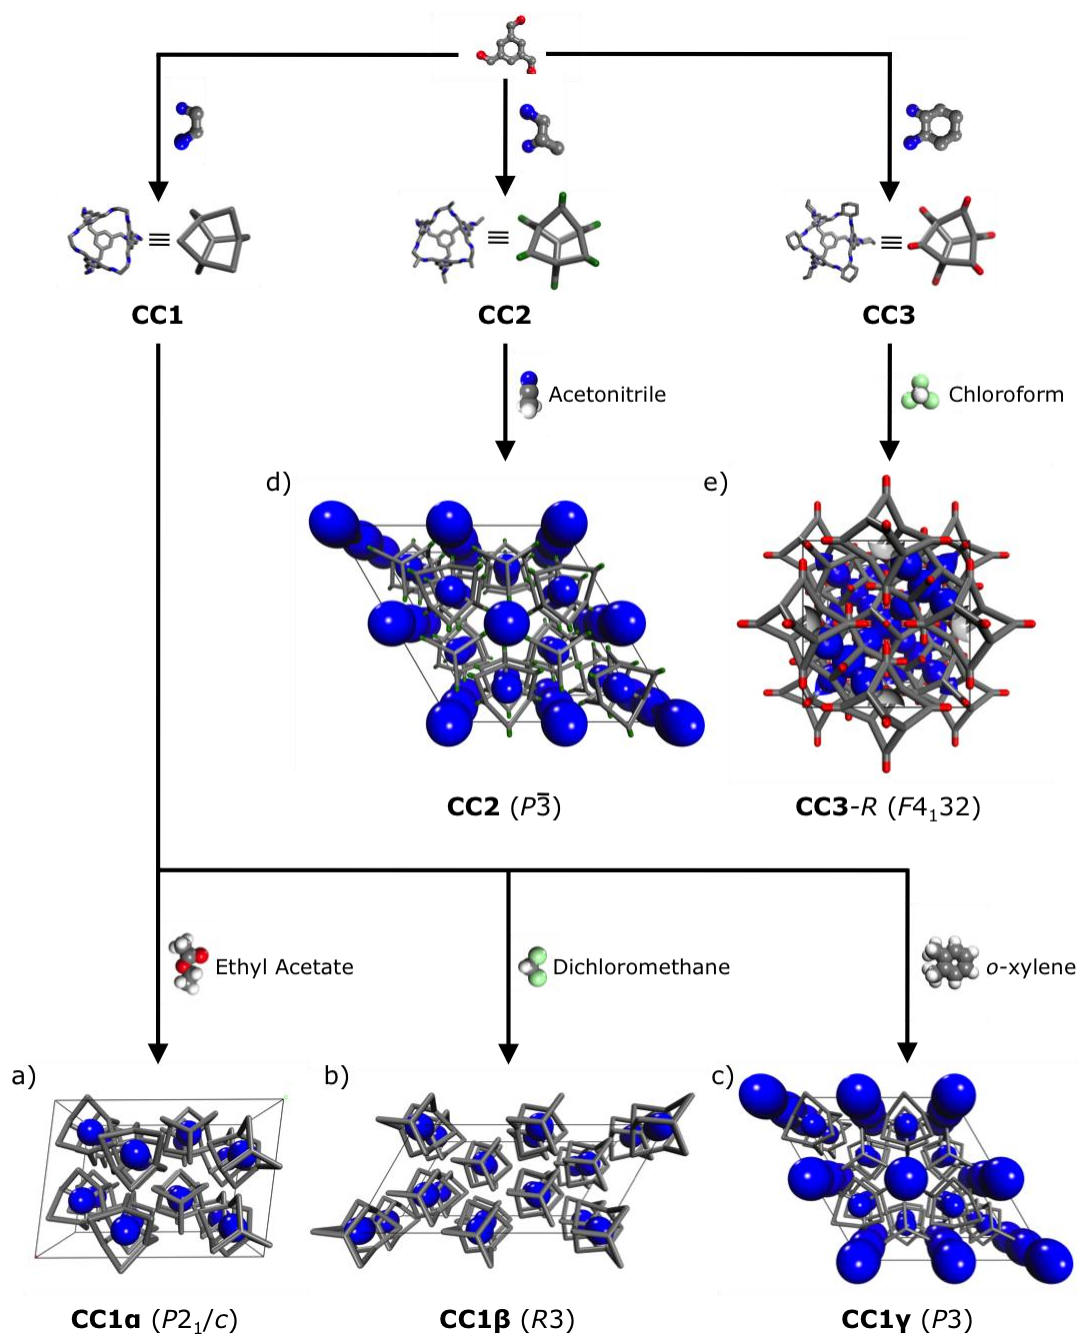 CC1
CC2
CC3
Acetonitrile
Chloroform
d)
e)
CC2 (P3̅)
CC3-R (F4₁32)
Ethyl Acetate
Dichloromethane
o-xylene
a)
b)
c)
CC1α (P2₁/c)
CC1β (R3)
CC1γ (P3)